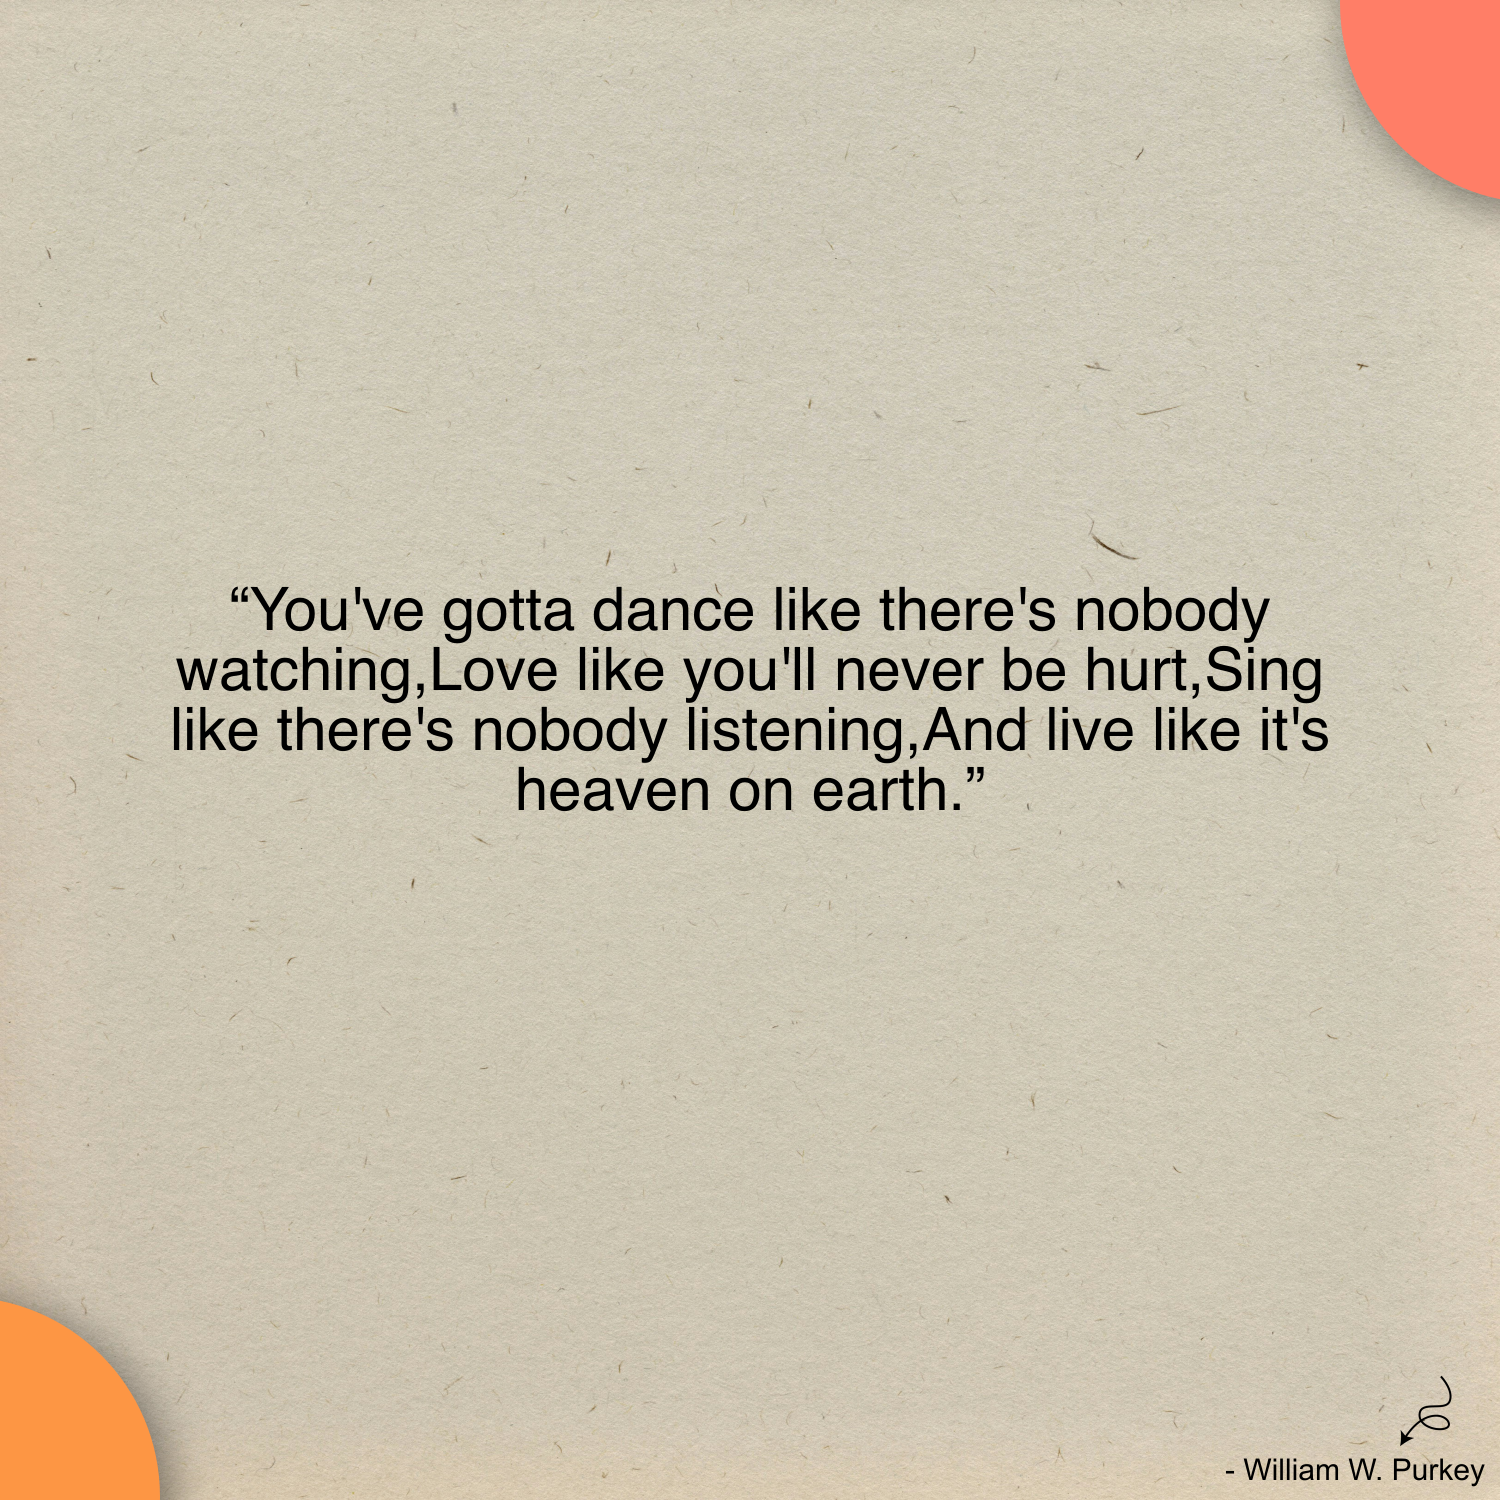 “You've gotta dance like there's nobody
watching,Love like you'll never be hurt,Sing
like there's nobody listening,And live like it's
heaven on earth.”
- William W. Purkey